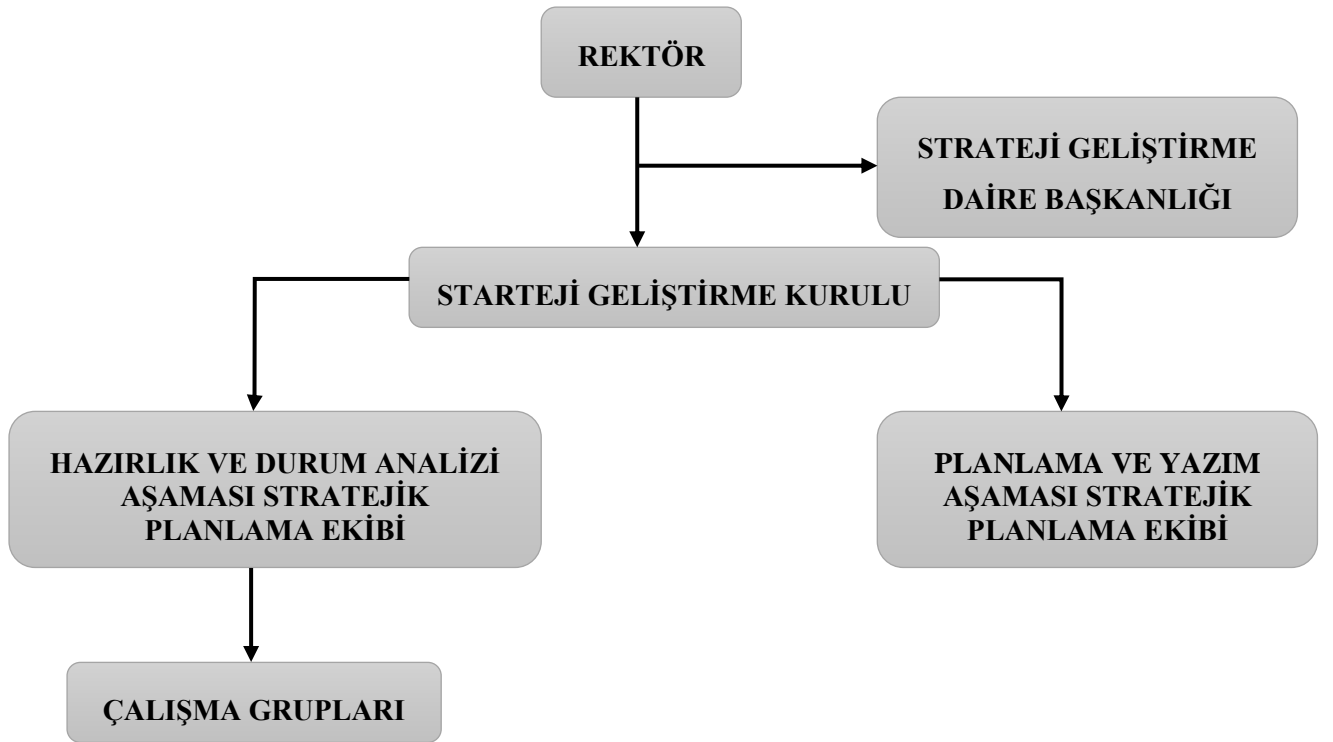 REKTÖR
STRATEJİ GELİŞTİRME
DAİRE BAŞKANLIĞI
STARTEJİ GELİŞTİRME KURULU
HAZIRLIK VE DURUM ANALİZİ
AŞAMASI STRATEJİK
PLANLAMA EKİBİ
PLANLAMA VE YAZIM
AŞAMASI STRATEJİK
PLANLAMA EKİBİ
ÇALIŞMA GRUPLARI